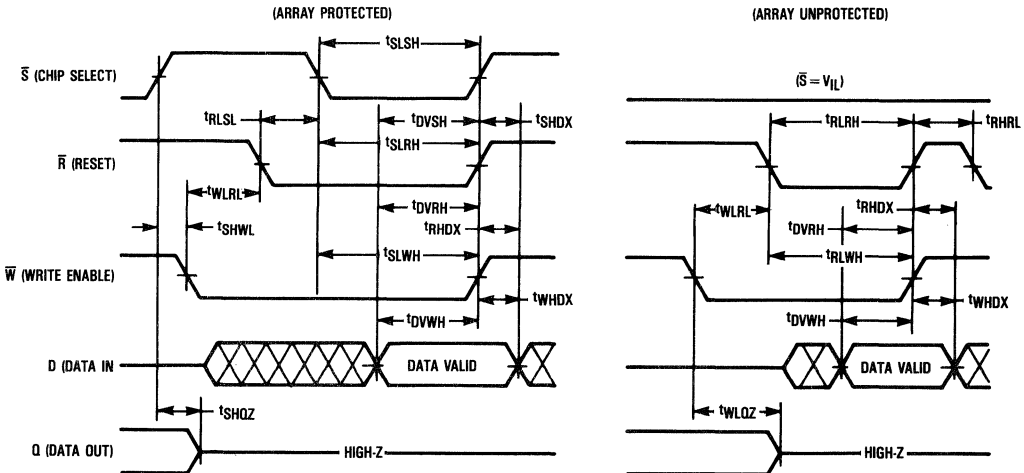 (ARRAY PROTECTED)
(ARRAY UNPROTECTED)
tSLSH
S̅ (CHIP SELECT)
(S̅ = VIL)
tRLSL
tDVSH
tSHDX
tRLRH
tRHRL
tSLRH
R̅ (RESET)
tWLRL
tDVRH
tRHDX
tSHWL
tRHDX
tWLRL
tDVRH
tSLWH
tRLWH
W̅ (WRITE ENABLE)
tWHDX
tWHDX
tDVWH
tDVWH
D (DATA IN
DATA VALID
DATA VALID
tSHQZ
tWLQZ
Q (DATA OUT)
HIGH-Z
HIGH-Z